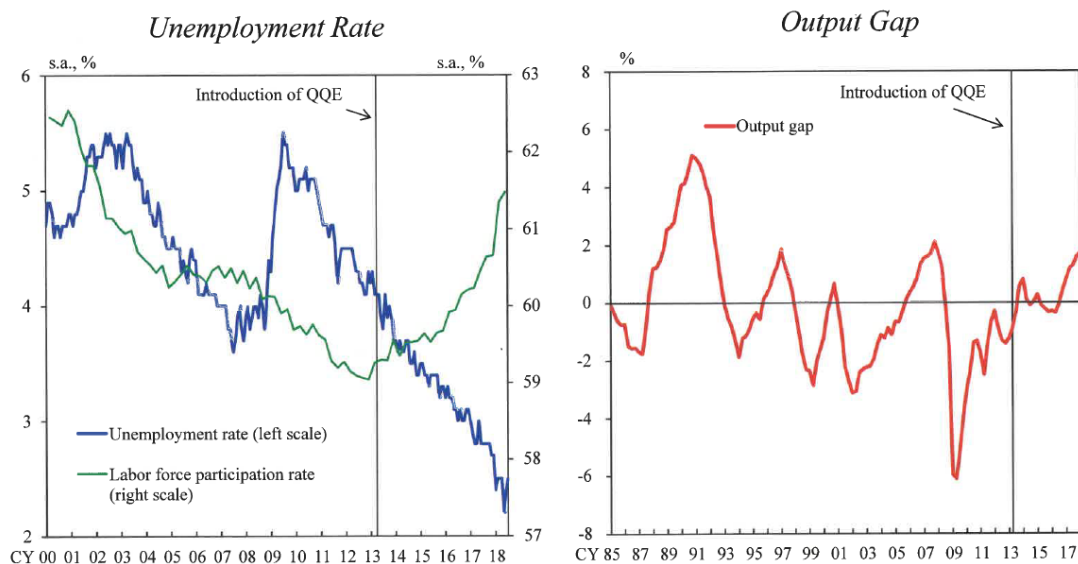 Unemployment Rate
s.a., %
s.a., %
6
5
4
3
2
63
62
61
60
59
58
57
Introduction of QQE
Unemployment rate (left scale)
Labor force participation rate
(right scale)
CY 00 01 02 03 04 05 06 07 08 09 10 11 12 13 14 15 16 17 18
Output Gap
%
8
6
4
2
0
-2
-4
-6
-8
Introduction of QQE
Output gap
CY 85 87 89 91 93 95 97 99 01 03 05 07 09 11 13 15 17